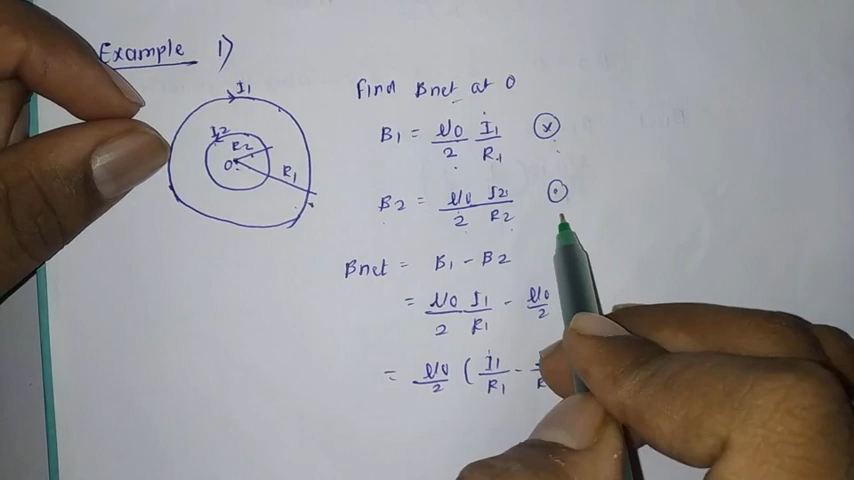 Example 1)
I1
I2
R2
O
R1
Find Bnet at O
B1 = μ0/2 I1/R1 ⊗
B2 = μ0/2 I2/R2 ⊙
Bnet = B1 - B2
= μ0/2 I1/R1 - μ0/2
= μ0/2 ( I1/R1 -